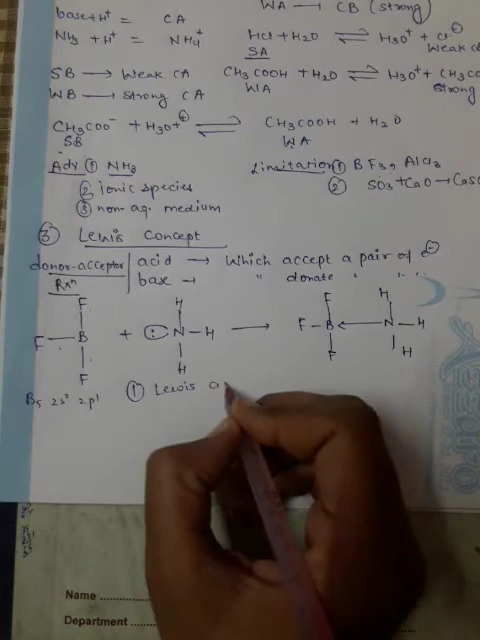 base + H⁺ = CA
WA → CB (strong)
NH₃ + H⁺ = NH₄⁺
HCl + H₂O ⇌ H₃O⁺ + Cl⊖
SA
Weak
SB → Weak CA
CH₃COOH + H₂O ⇌ H₃O⁺ + CH₃CO
WA
Strong
WB → strong CA
CH₃COO⁻ + H₃O⁺ ⇌ CH₃COOH + H₂O
SB
WA
Adv ① NH₃
② ionic species
③ non-aq. medium
Limitation ① BF₃, AlCl₃
② SO₃ + CaO → CaSO
③ Lewis Concept
donor-acceptor
Rxⁿ
acid → Which accept a pair of e⊖
base → " donate " " "
F
F B
F
+
H
: N H
H
→
F
F B ← N H
F
H
H
B₅ 2s² 2p¹
① Lewis a
Name
Department